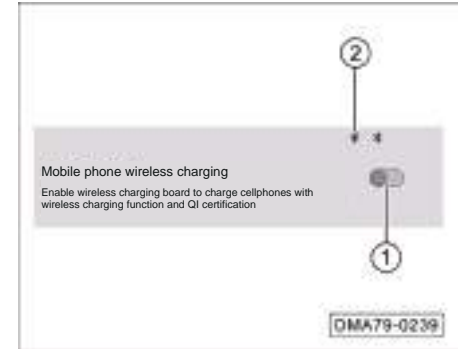 2
Mobile phone wireless charging
Enable wireless charging board to charge cellphones with
wireless charging function and QI certification
1
DMA79-0239